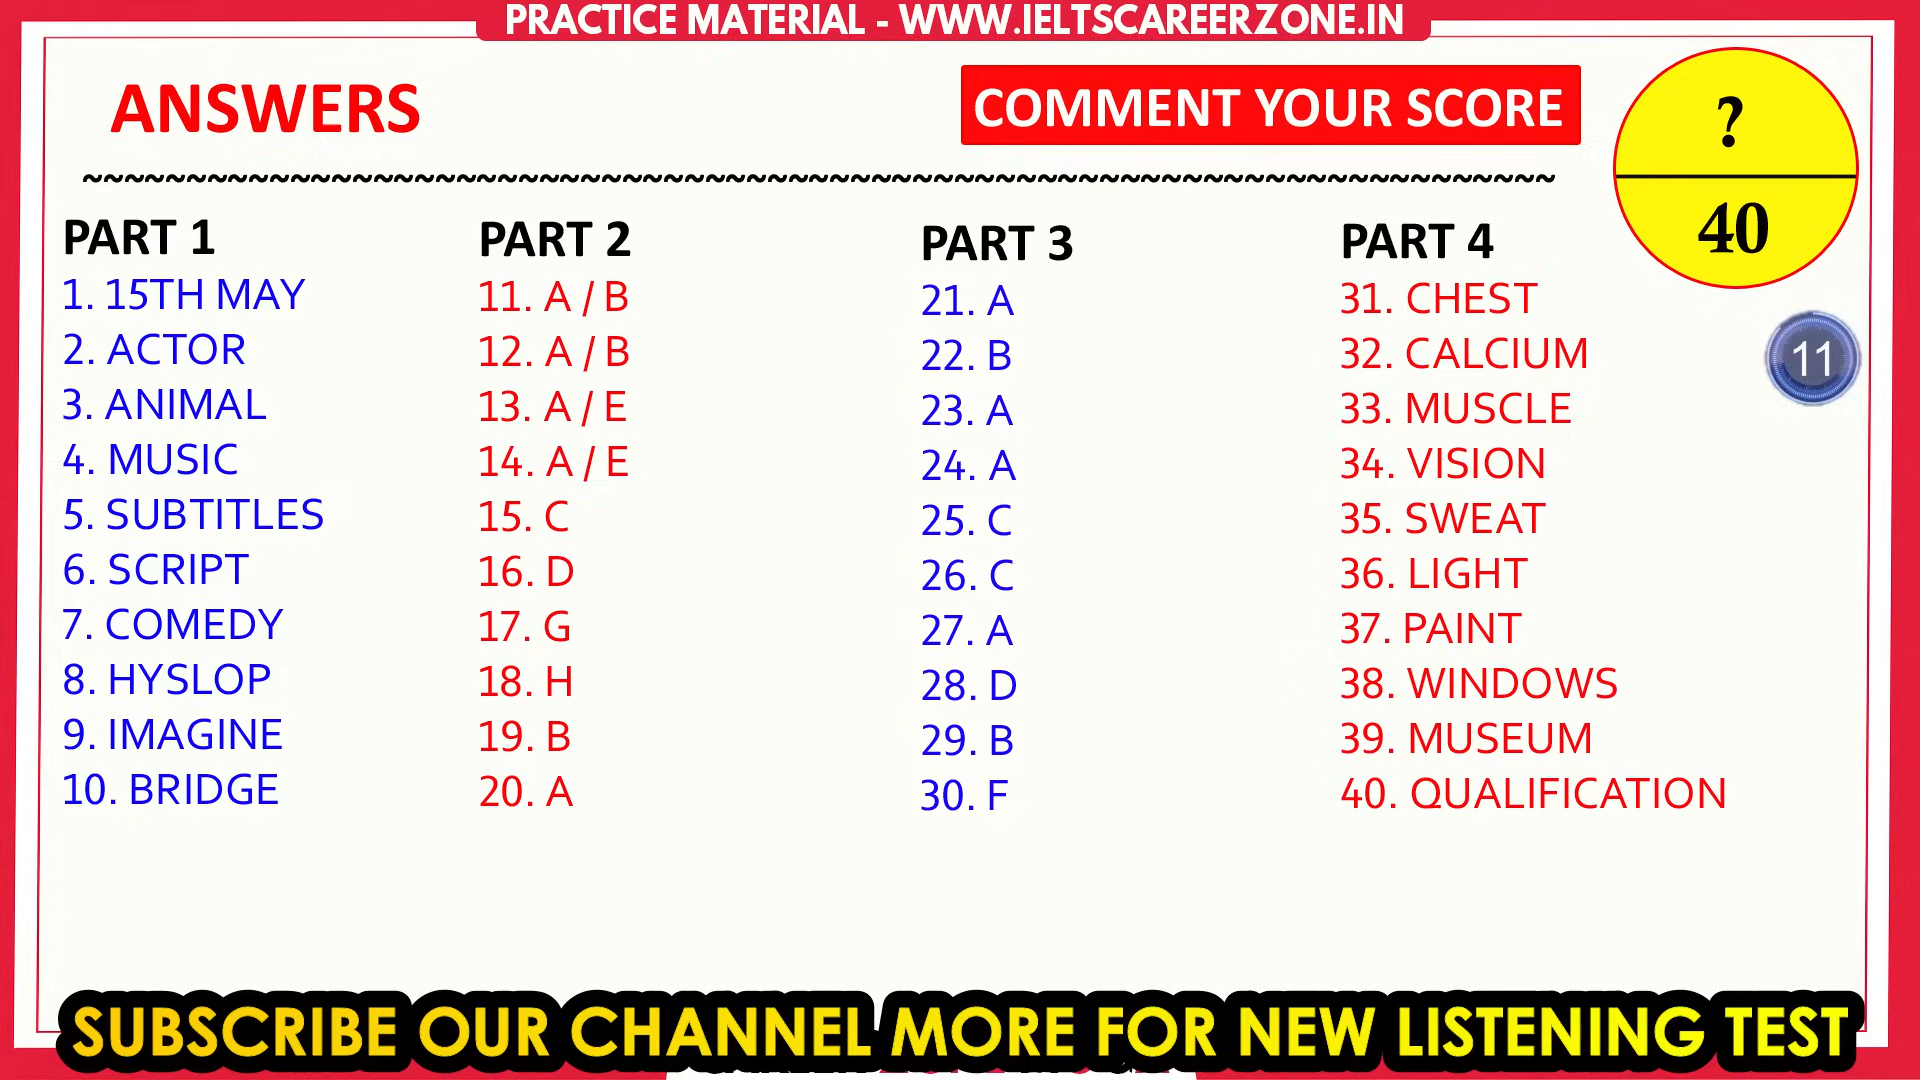 PRACTICE MATERIAL - WWW.IELTSCAREERZONE.IN
ANSWERS
COMMENT YOUR SCORE
?
40
~~~~~~~~~~~~~~~~~~~~~~~~~~~~~~~~~~~~~~~~~~~~~~~~~~~~~~~~~~~~~~~~~~~~~~~
11
PART 1
1. 15TH MAY
2. ACTOR
3. ANIMAL
4. MUSIC
5. SUBTITLES
6. SCRIPT
7. COMEDY
8. HYSLOP
9. IMAGINE
10. BRIDGE
PART 2
11. A / B
12. A / B
13. A / E
14. A / E
15. C
16. D
17. G
18. H
19. B
20. A
PART 3
21. A
22. B
23. A
24. A
25. C
26. C
27. A
28. D
29. B
30. F
PART 4
31. CHEST
32. CALCIUM
33. MUSCLE
34. VISION
35. SWEAT
36. LIGHT
37. PAINT
38. WINDOWS
39. MUSEUM
40. QUALIFICATION
SUBSCRIBE OUR CHANNEL MORE FOR NEW LISTENING TEST